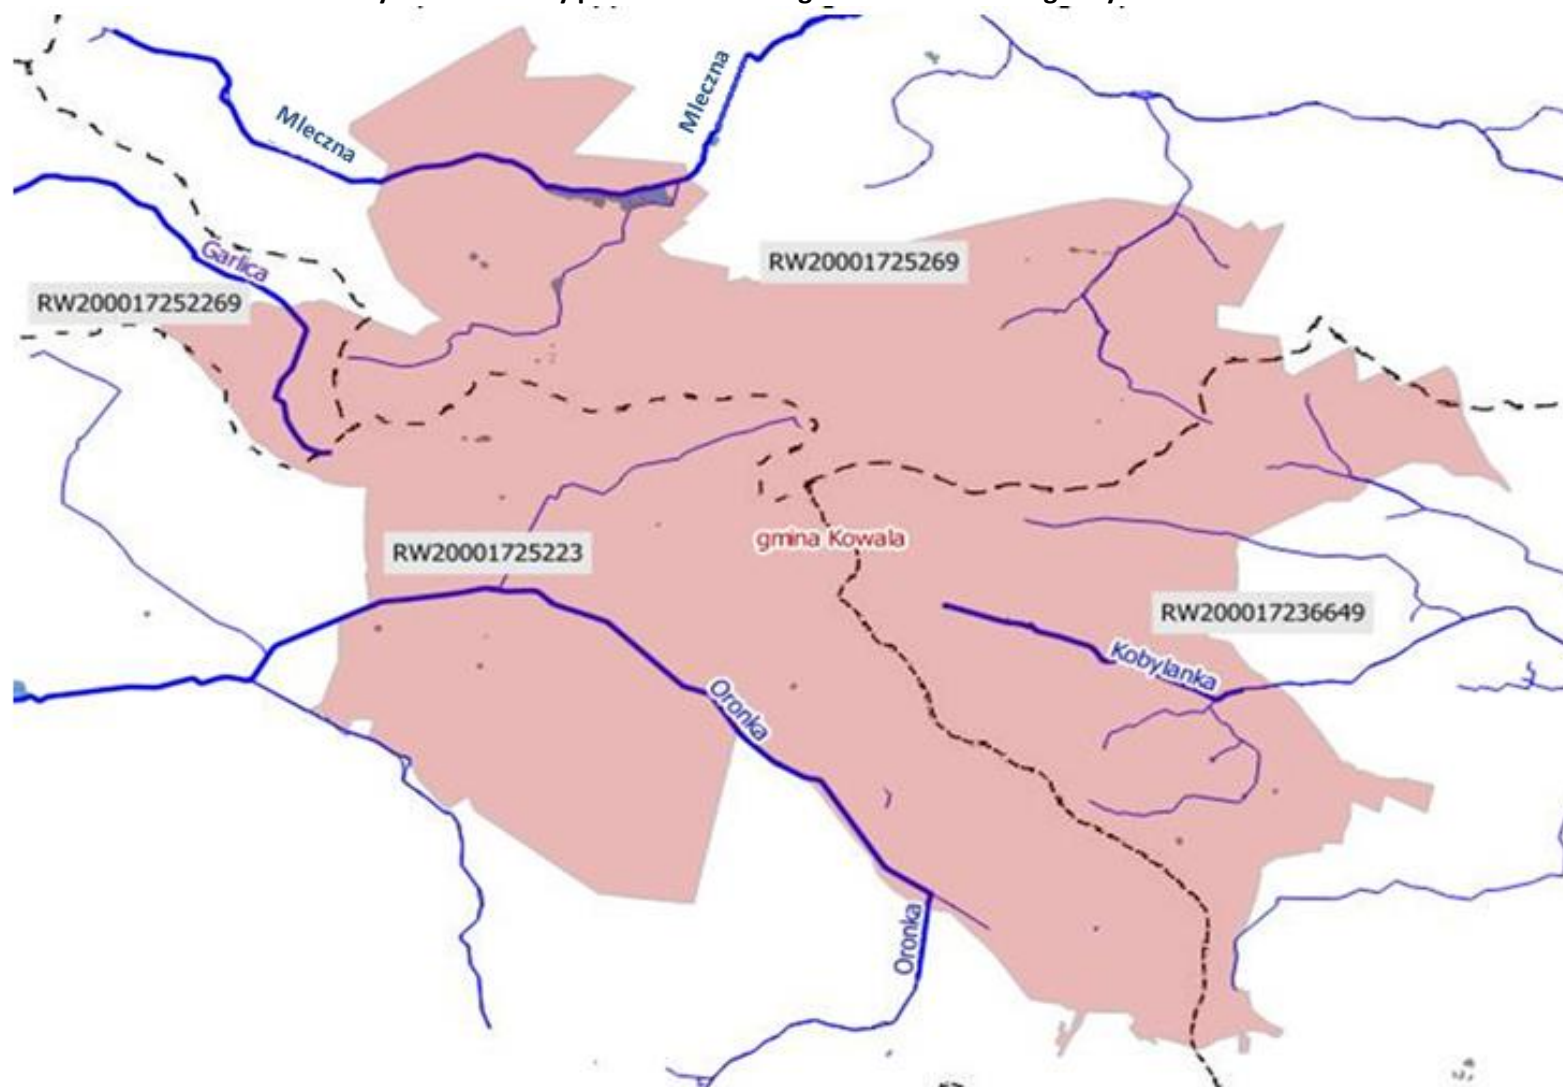 Mleczna
Mleczna
Garlica
RW20001725269
RW200017252269
gmina Kowala
RW20001725223
RW200017236649
Kobylanka
Oronka
Oronka